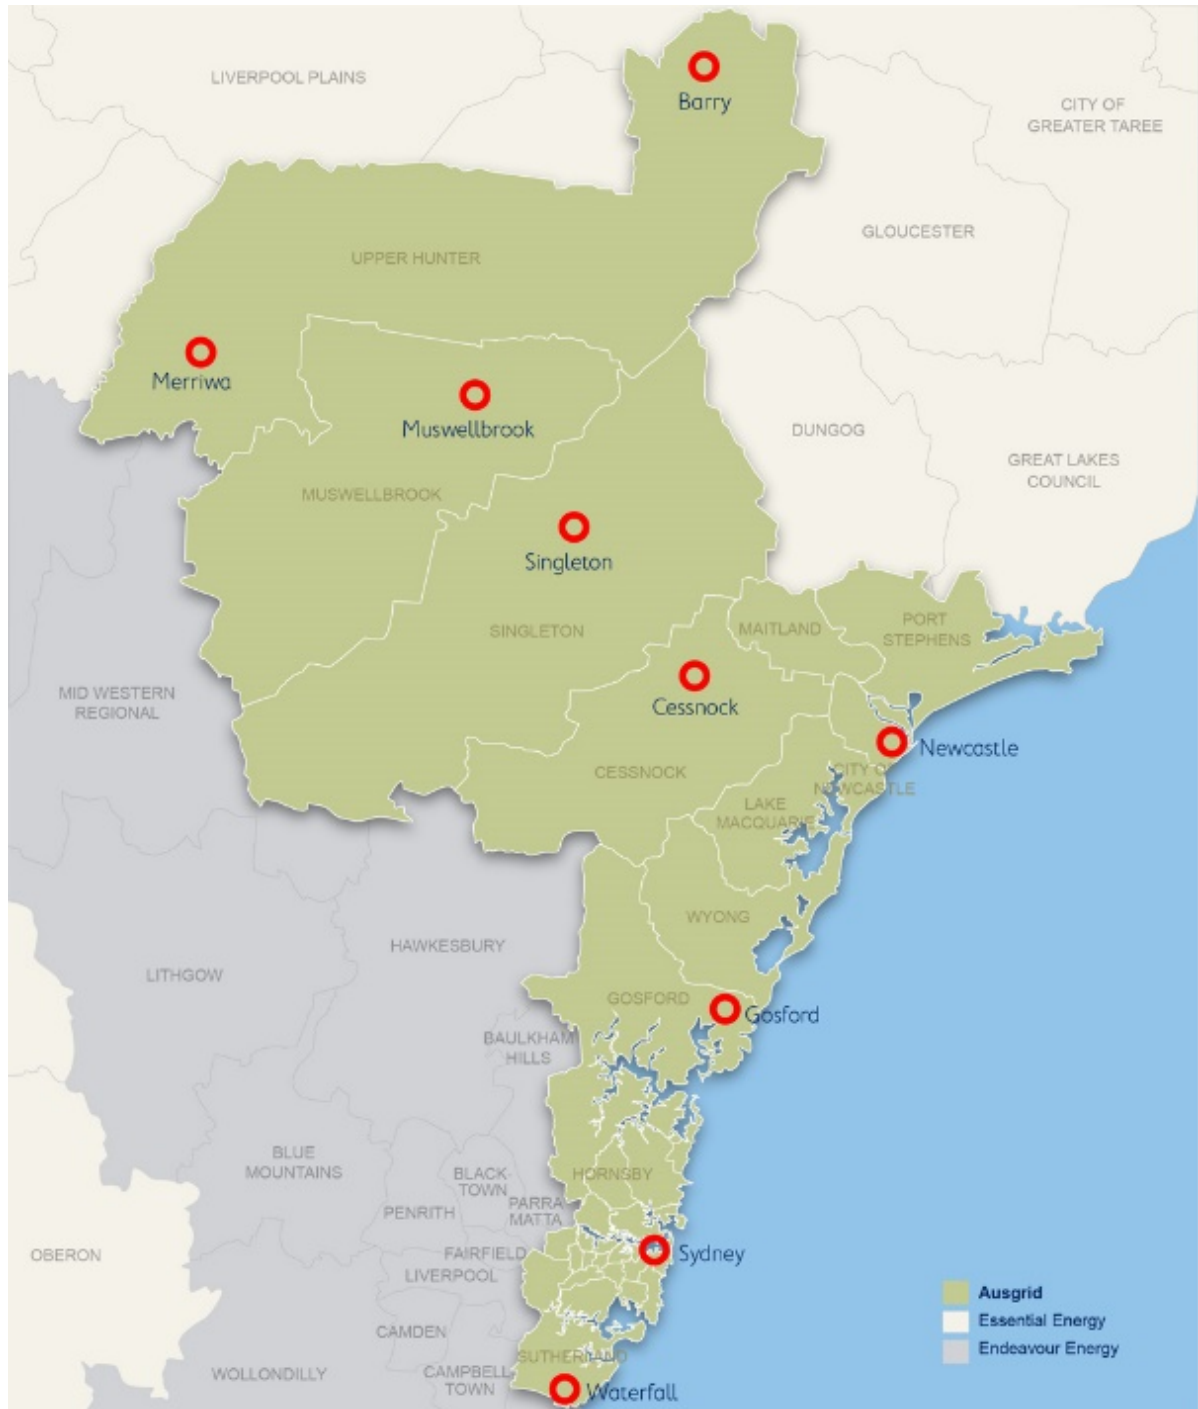 LIVERPOOL PLAINS
Barry
CITY OF
GREATER TAREE
GLOUCESTER
UPPER HUNTER
Merriwa
Muswellbrook
DUNGOG
GREAT LAKES
COUNCIL
MUSWELLBROOK
Singleton
SINGLETON
MAITLAND
PORT
STEPHENS
MID WESTERN
REGIONAL
Cessnock
Newcastle
CESSNOCK
CITY OF
NEWCASTLE
LAKE
MACQUARIE
WYONG
HAWKESBURY
LITHGOW
GOSFORD
Gosford
BAULKHAM
HILLS
BLUE
MOUNTAINS
BLACK-
TOWN
HORNSBY
PENRITH
PARRA
MATTA
OBERON
FAIRFIELD
Sydney
LIVERPOOL
Ausgrid
Essential Energy
Endeavour Energy
CAMDEN
SUTHERLAND
WOLLONDILLY
CAMPBELL
TOWN
Waterfall